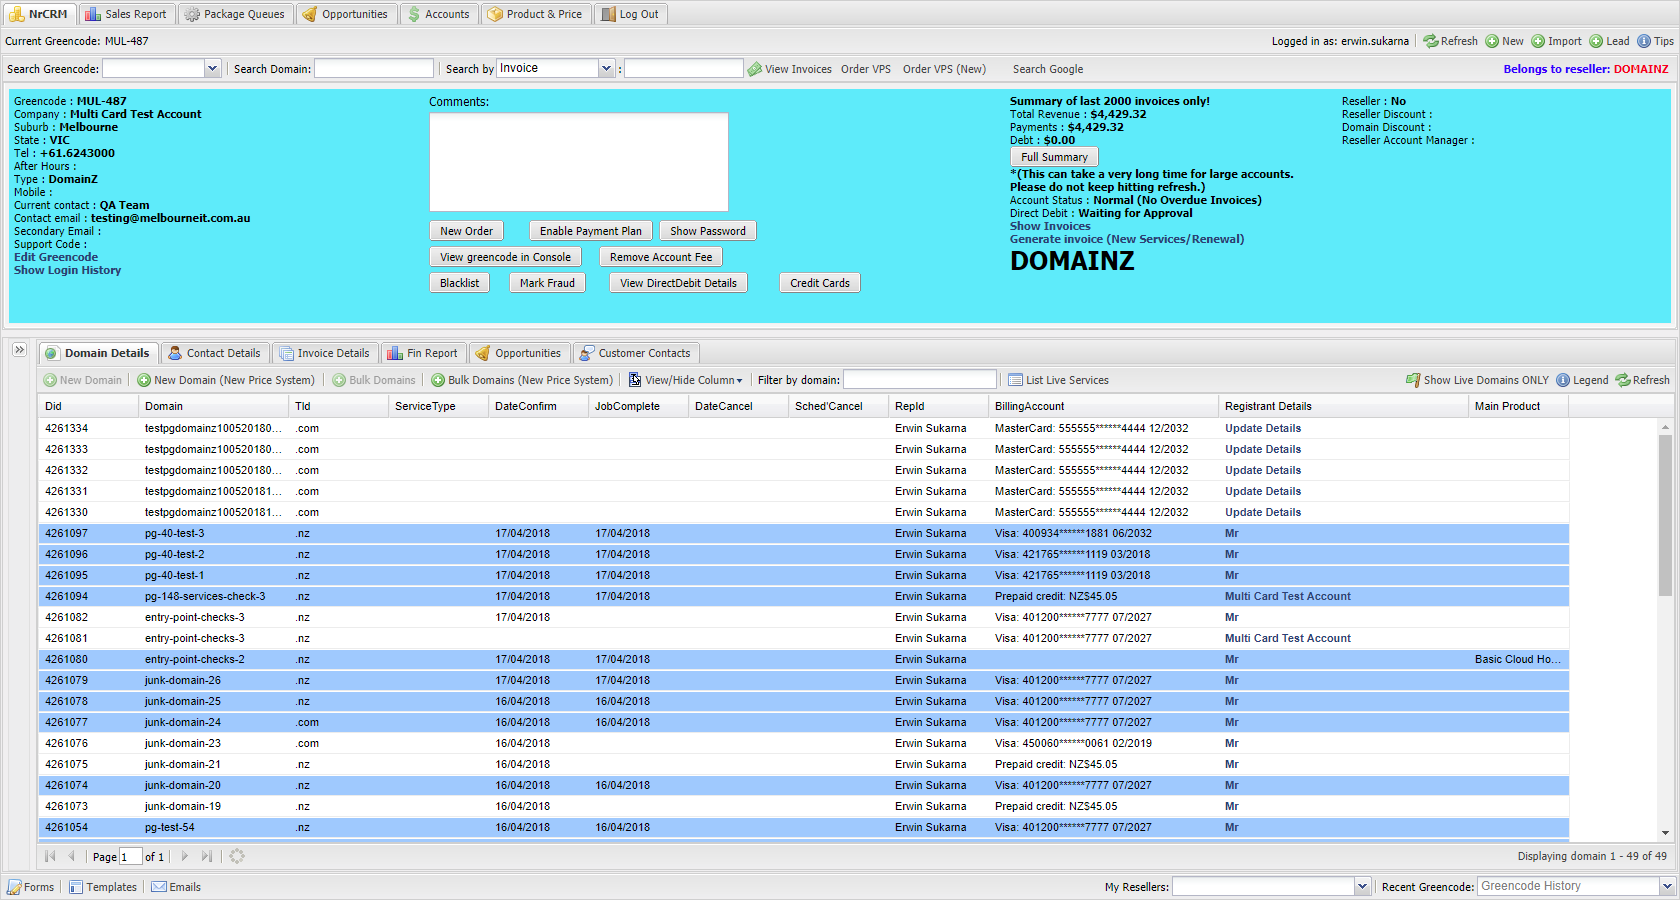 NrCRM Sales Report Package Queues Opportunities Accounts Product & Price Log Out
Current Greencode: MUL-487 Logged in as: erwin.sukarna Refresh New Import Lead Tips
Search Greencode: Search Domain: Search by Invoice : View Invoices Order VPS Order VPS (New) Search Google Belongs to reseller: DOMAINZ
Greencode : MUL-487
Company : Multi Card Test Account
Suburb : Melbourne
State : VIC
Tel : +61.6243000
After Hours :
Type : DomainZ
Mobile :
Current contact : QA Team
Contact email : testing@melbourneit.com.au
Secondary Email :
Support Code :
Edit Greencode
Show Login History
Comments:
New Order Enable Payment Plan Show Password
View greencode in Console Remove Account Fee
Blacklist Mark Fraud View DirectDebit Details Credit Cards
Summary of last 2000 invoices only!
Total Revenue : $4,429.32
Payments : $4,429.32
Debt : $0.00
Full Summary
*(This can take a very long time for large accounts.
Please do not keep hitting refresh.)
Account Status : Normal (No Overdue Invoices)
Direct Debit : Waiting for Approval
Show Invoices
Generate invoice (New Services/Renewal)
DOMAINZ
Reseller : No
Reseller Discount :
Domain Discount :
Reseller Account Manager :
Domain Details Contact Details Invoice Details Fin Report Opportunities Customer Contacts
New Domain New Domain (New Price System) Bulk Domains Bulk Domains (New Price System) View/Hide Column Filter by domain: List Live Services Show Live Domains ONLY Legend Refresh
Did Domain Tld ServiceType DateConfirm JobComplete DateCancel Sched'Cancel RepId BillingAccount Registrant Details Main Product
4261334 testpgdomainz100520180... .com Erwin Sukarna MasterCard: 555555******4444 12/2032 Update Details
4261333 testpgdomainz100520180... .com Erwin Sukarna MasterCard: 555555******4444 12/2032 Update Details
4261332 testpgdomainz100520180... .com Erwin Sukarna MasterCard: 555555******4444 12/2032 Update Details
4261331 testpgdomainz100520181... .com Erwin Sukarna MasterCard: 555555******4444 12/2032 Update Details
4261330 testpgdomainz100520181... .com Erwin Sukarna MasterCard: 555555******4444 12/2032 Update Details
4261097 pg-40-test-3 .nz 17/04/2018 17/04/2018 Erwin Sukarna Visa: 400934******1881 06/2032 Mr
4261096 pg-40-test-2 .nz 17/04/2018 17/04/2018 Erwin Sukarna Visa: 421765******1119 03/2018 Mr
4261095 pg-40-test-1 .nz 17/04/2018 17/04/2018 Erwin Sukarna Visa: 421765******1119 03/2018 Mr
4261094 pg-148-services-check-3 .nz 17/04/2018 17/04/2018 Erwin Sukarna Prepaid credit: NZ$45.05 Multi Card Test Account
4261082 entry-point-checks-3 .nz 17/04/2018 Erwin Sukarna Visa: 401200******7777 07/2027 Mr
4261081 entry-point-checks-3 .nz Erwin Sukarna Visa: 401200******7777 07/2027 Multi Card Test Account
4261080 entry-point-checks-2 .nz 17/04/2018 17/04/2018 Erwin Sukarna Mr Basic Cloud Ho...
4261079 junk-domain-26 .nz 17/04/2018 17/04/2018 Erwin Sukarna Visa: 401200******7777 07/2027 Mr
4261078 junk-domain-25 .nz 16/04/2018 16/04/2018 Erwin Sukarna Visa: 401200******7777 07/2027 Mr
4261077 junk-domain-24 .com 16/04/2018 16/04/2018 Erwin Sukarna Visa: 401200******7777 07/2027 Mr
4261076 junk-domain-23 .com 16/04/2018 Erwin Sukarna Visa: 450060******0061 02/2019 Mr
4261075 junk-domain-21 .nz 16/04/2018 Erwin Sukarna Prepaid credit: NZ$45.05 Mr
4261074 junk-domain-20 .nz 16/04/2018 16/04/2018 Erwin Sukarna Visa: 401200******7777 07/2027 Mr
4261073 junk-domain-19 .nz 16/04/2018 Erwin Sukarna Prepaid credit: NZ$45.05 Mr
4261054 pg-test-54 .nz 16/04/2018 16/04/2018 Erwin Sukarna Visa: 401200******7777 07/2027 Mr
Page 1 of 1 Displaying domain 1 - 49 of 49
Forms Templates Emails My Resellers: Recent Greencode: Greencode History